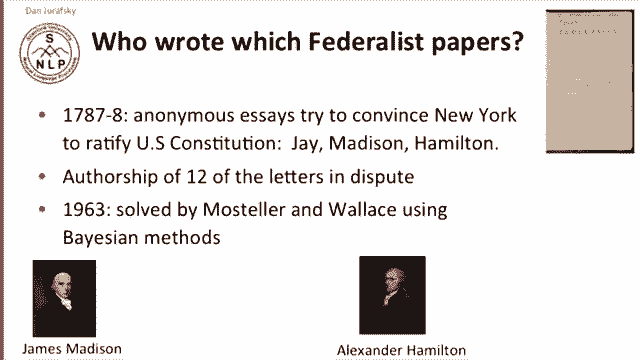 Dan Jurafsky
S
NLP
Who wrote which Federalist papers?
• 1787-8: anonymous essays try to convince New York
to ratify U.S Constitution: Jay, Madison, Hamilton.
• Authorship of 12 of the letters in dispute
• 1963: solved by Mosteller and Wallace using
Bayesian methods
James Madison
Alexander Hamilton